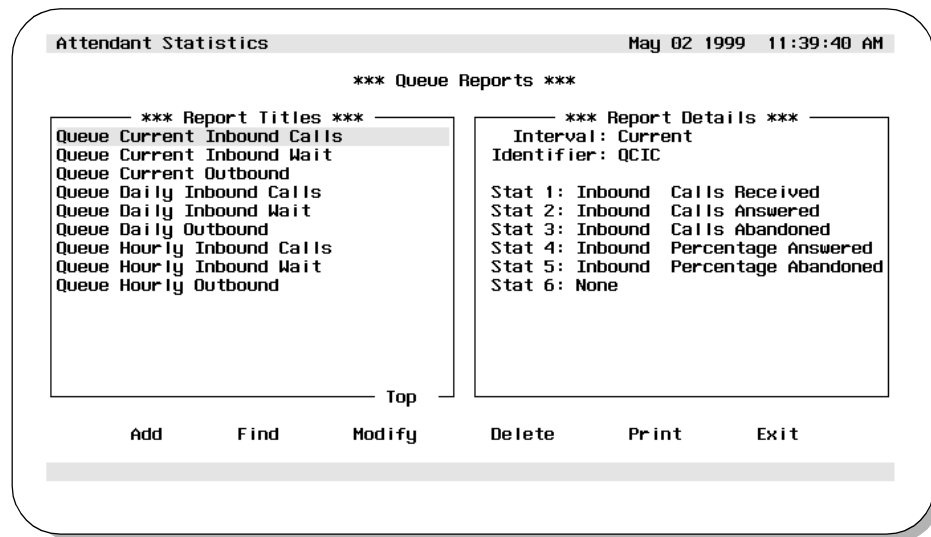 Attendant Statistics May 02 1999 11:39:40 AM
*** Queue Reports ***
*** Report Titles ***
Queue Current Inbound Calls
Queue Current Inbound Wait
Queue Current Outbound
Queue Daily Inbound Calls
Queue Daily Inbound Wait
Queue Daily Outbound
Queue Hourly Inbound Calls
Queue Hourly Inbound Wait
Queue Hourly Outbound
Top
*** Report Details ***
Interval: Current
Identifier: QCIC
Stat 1: Inbound Calls Received
Stat 2: Inbound Calls Answered
Stat 3: Inbound Calls Abandoned
Stat 4: Inbound Percentage Answered
Stat 5: Inbound Percentage Abandoned
Stat 6: None
Add Find Modify Delete Print Exit